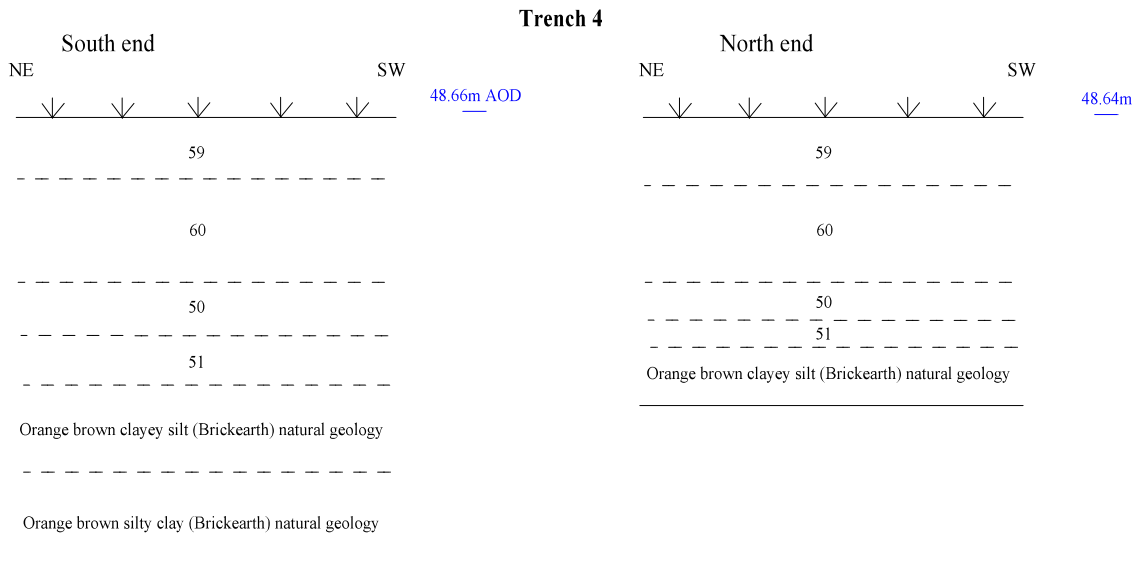 Trench 4
South end
NE
SW
48.66m AOD
59
60
50
51
Orange brown clayey silt (Brickearth) natural geology
Orange brown silty clay (Brickearth) natural geology
North end
NE
SW
48.64m
59
60
50
51
Orange brown clayey silt (Brickearth) natural geology